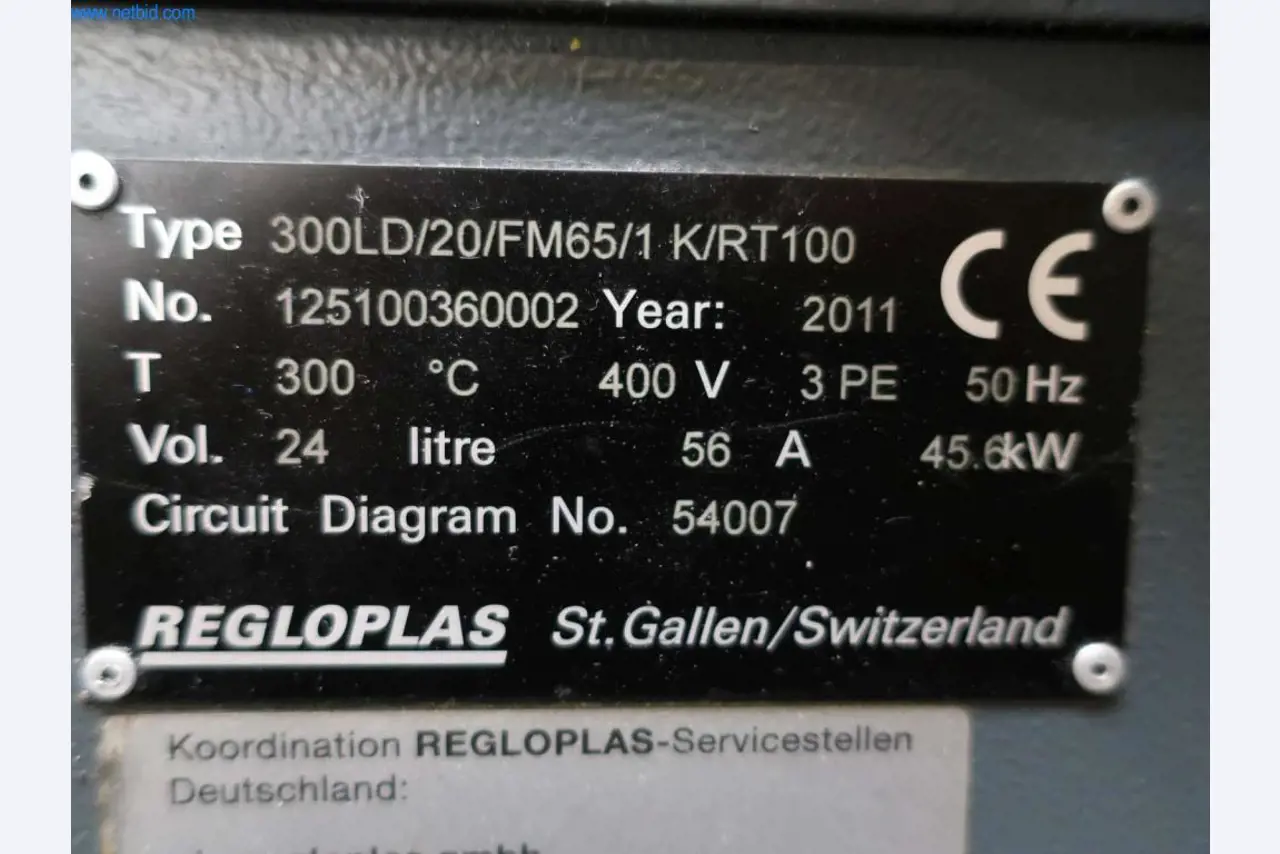 www.netbid.com
Type 300LD/20/FM65/1 K/RT100
No. 125100360002 Year: 2011 CE
T 300 °C 400 V 3 PE 50 Hz
Vol. 24 litre 56 A 45.6kW
Circuit Diagram No. 54007
REGLOPLAS St. Gallen/Switzerland
Koordination REGLOPLAS-Servicestellen
Deutschland: